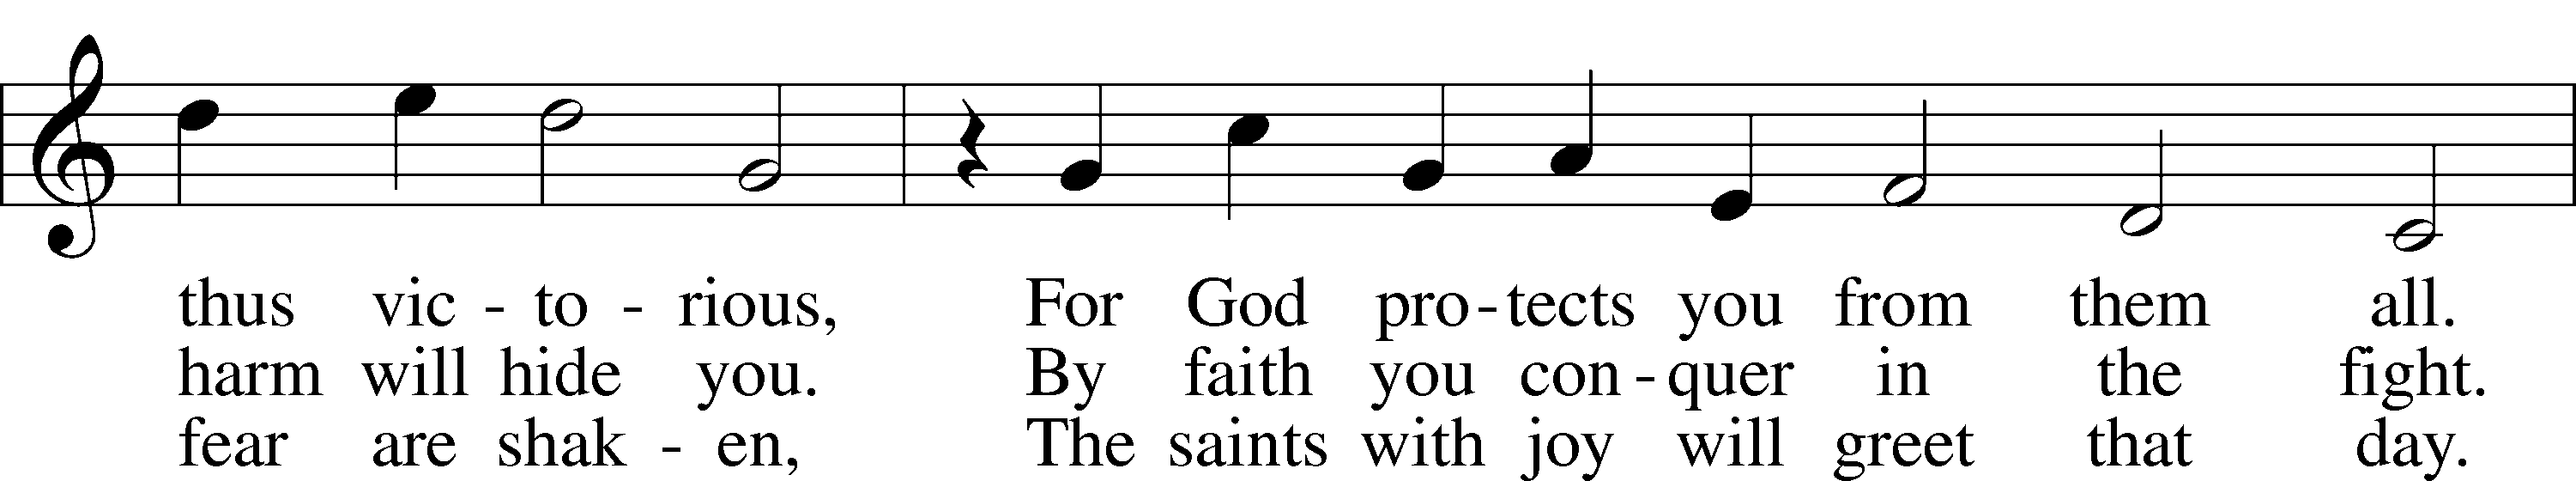 thus vic - to - rious, For God pro - tects you from them all.
harm will hide you. By faith you con - quer in the fight.
fear are shak - en, The saints with joy will greet that day.